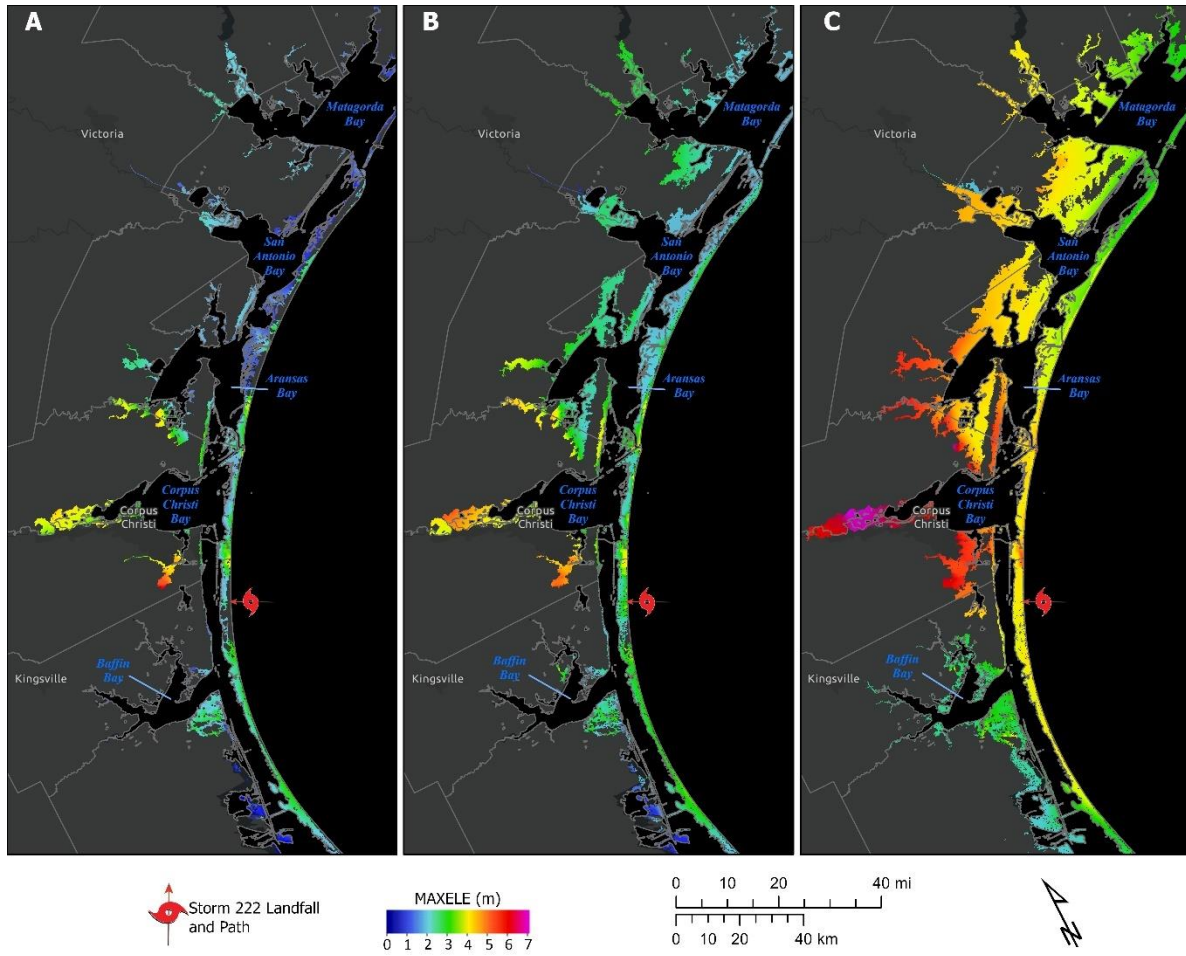 A
Matagorda
Bay
Victoria
San
Antonio
Bay
Aransas
Bay
Corpus
Christi
Bay
Corpus
Christi
Baffin
Bay
Kingsville
B
Matagorda
Bay
Victoria
San
Antonio
Bay
Aransas
Bay
Corpus
Christi
Bay
Corpus
Christi
Baffin
Bay
Kingsville
C
Matagorda
Bay
Victoria
San
Antonio
Bay
Aransas
Bay
Corpus
Christi
Bay
Corpus
Christi
Baffin
Bay
Kingsville
Storm 222 Landfall
and Path
MAXELE (m)
0 1 2 3 4 5 6 7
0 10 20 40 mi
0 10 20 40 km
N